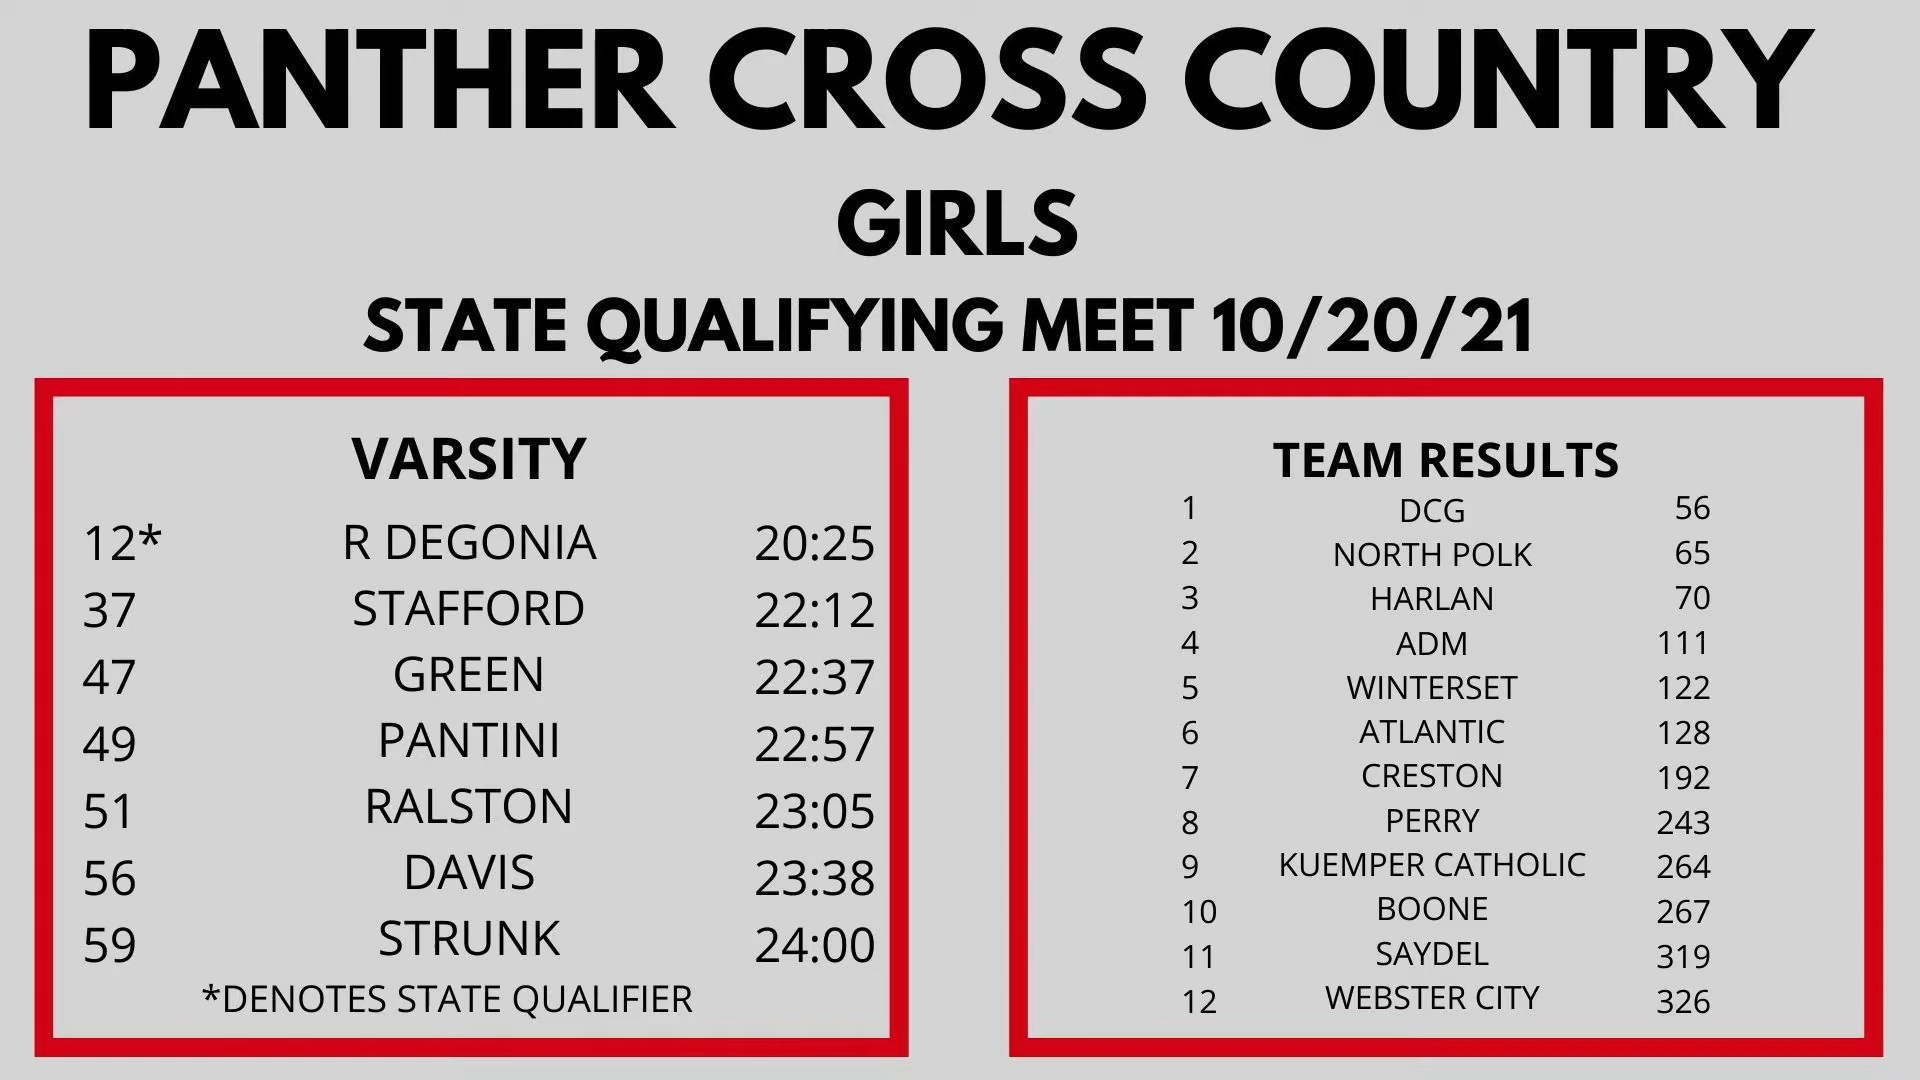 PANTHER CROSS COUNTRY
GIRLS
STATE QUALIFYING MEET 10/20/21
VARSITY
12* R DEGONIA 20:25
37 STAFFORD 22:12
47 GREEN 22:37
49 PANTINI 22:57
51 RALSTON 23:05
56 DAVIS 23:38
59 STRUNK 24:00
*DENOTES STATE QUALIFIER
TEAM RESULTS
1 DCG 56
2 NORTH POLK 65
3 HARLAN 70
4 ADM 111
5 WINTERSET 122
6 ATLANTIC 128
7 CRESTON 192
8 PERRY 243
9 KUEMPER CATHOLIC 264
10 BOONE 267
11 SAYDEL 319
12 WEBSTER CITY 326